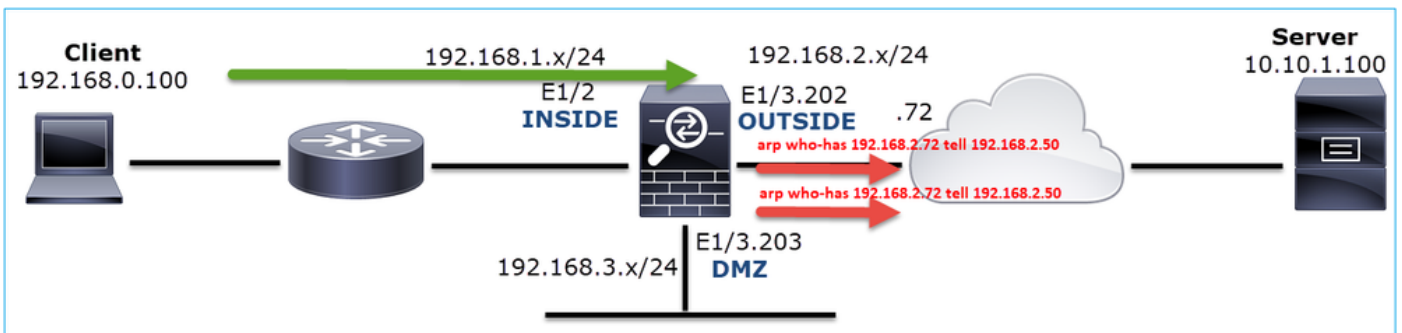 Client
192.168.0.100
192.168.1.x/24
E1/2
INSIDE
192.168.2.x/24
E1/3.202
OUTSIDE
.72
arp who-has 192.168.2.72 tell 192.168.2.50
arp who-has 192.168.2.72 tell 192.168.2.50
Server
10.10.1.100
E1/3.203
DMZ
192.168.3.x/24